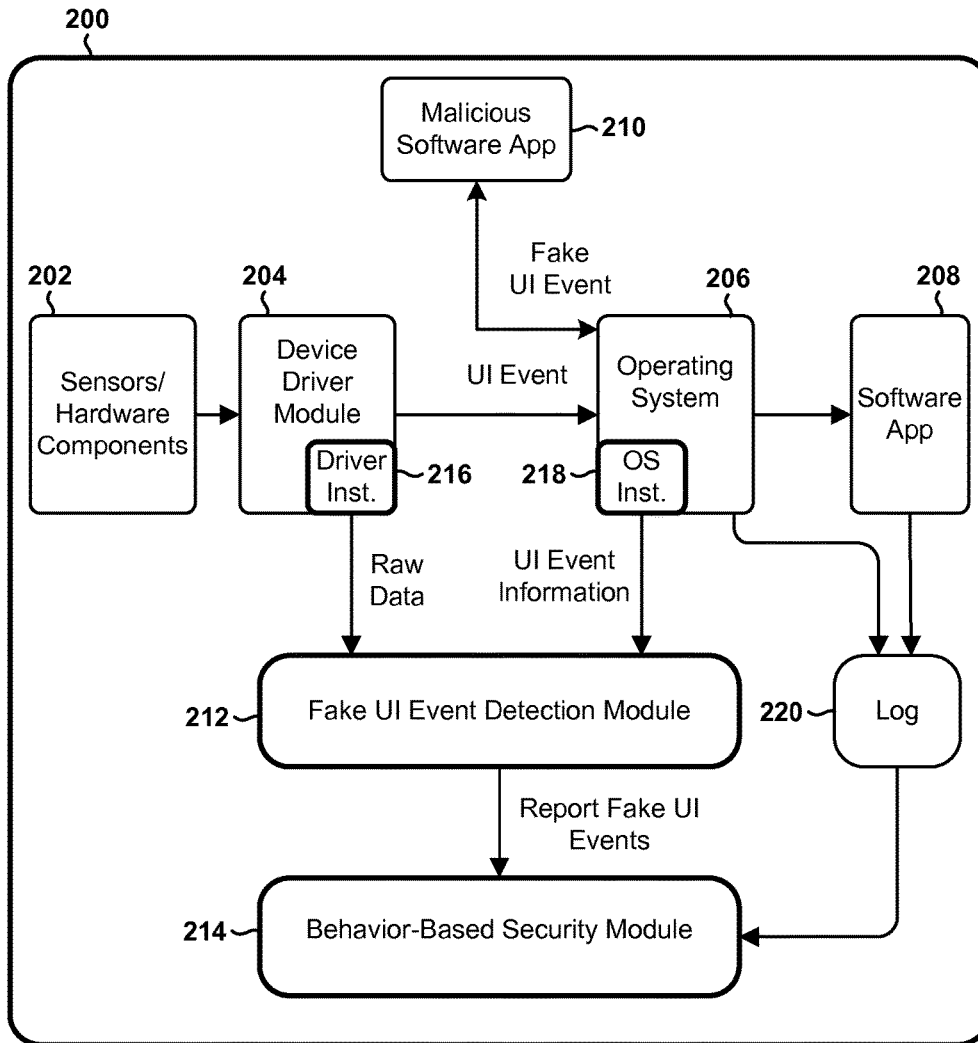 200
Malicious
Software App
210
Fake
UI Event
202
204
206
208
Sensors/
Hardware
Components
Device
Driver
Module
UI Event
Operating
System
Software
App
Driver
Inst.
216
218
OS
Inst.
Raw
Data
UI Event
Information
212
Fake UI Event Detection Module
220
Log
Report Fake UI
Events
214
Behavior-Based Security Module